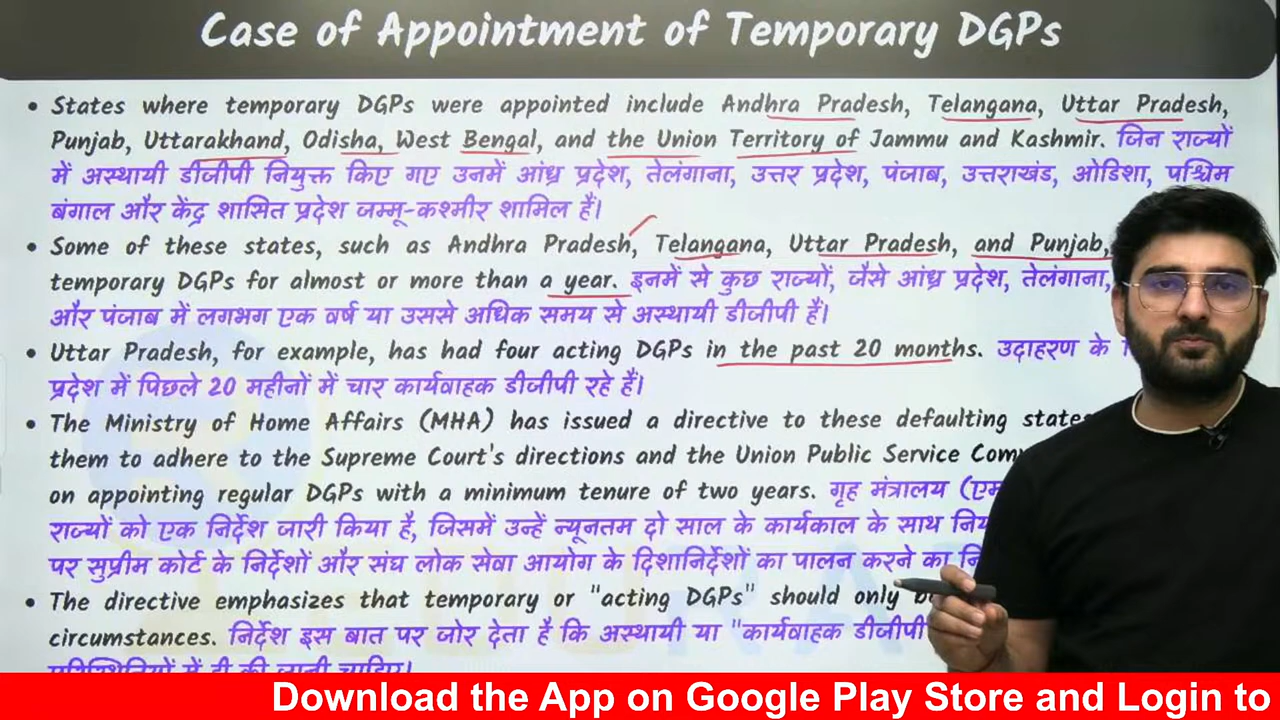 Case of Appointment of Temporary DGPs
• States where temporary DGPs were appointed include Andhra Pradesh, Telangana, Uttar Pradesh,
Punjab, Uttarakhand, Odisha, West Bengal, and the Union Territory of Jammu and Kashmir. जिन राज्यों
में अस्थायी डीजीपी नियुक्त किए गए उनमें आंध्र प्रदेश, तेलंगाना, उत्तर प्रदेश, पंजाब, उत्तराखंड, ओडिशा, पश्चिम
बंगाल और केंद्र शासित प्रदेश जम्मू-कश्मीर शामिल हैं।
• Some of these states, such as Andhra Pradesh, Telangana, Uttar Pradesh, and Punjab,
temporary DGPs for almost or more than a year. इनमें से कुछ राज्यों, जैसे आंध्र प्रदेश, तेलंगाना,
और पंजाब में लगभग एक वर्ष या उससे अधिक समय से अस्थायी डीजीपी हैं।
• Uttar Pradesh, for example, has had four acting DGPs in the past 20 months. उदाहरण के
प्रदेश में पिछले 20 महीनों में चार कार्यवाहक डीजीपी रहे हैं।
• The Ministry of Home Affairs (MHA) has issued a directive to these defaulting states
them to adhere to the Supreme Court's directions and the Union Public Service
on appointing regular DGPs with a minimum tenure of two years. गृह मंत्रालय
राज्यों को एक निर्देश जारी किया है, जिसमें उन्हें न्यूनतम दो साल के कार्यकाल के साथ
पर सुप्रीम कोर्ट के निर्देशों और संघ लोक सेवा आयोग के दिशानिर्देशों का पालन करने का
• The directive emphasizes that temporary or "acting DGPs" should only
circumstances. निर्देश इस बात पर जोर देता है कि अस्थायी या "कार्यवाहक डीजीपी
Download the App on Google Play Store and Login to